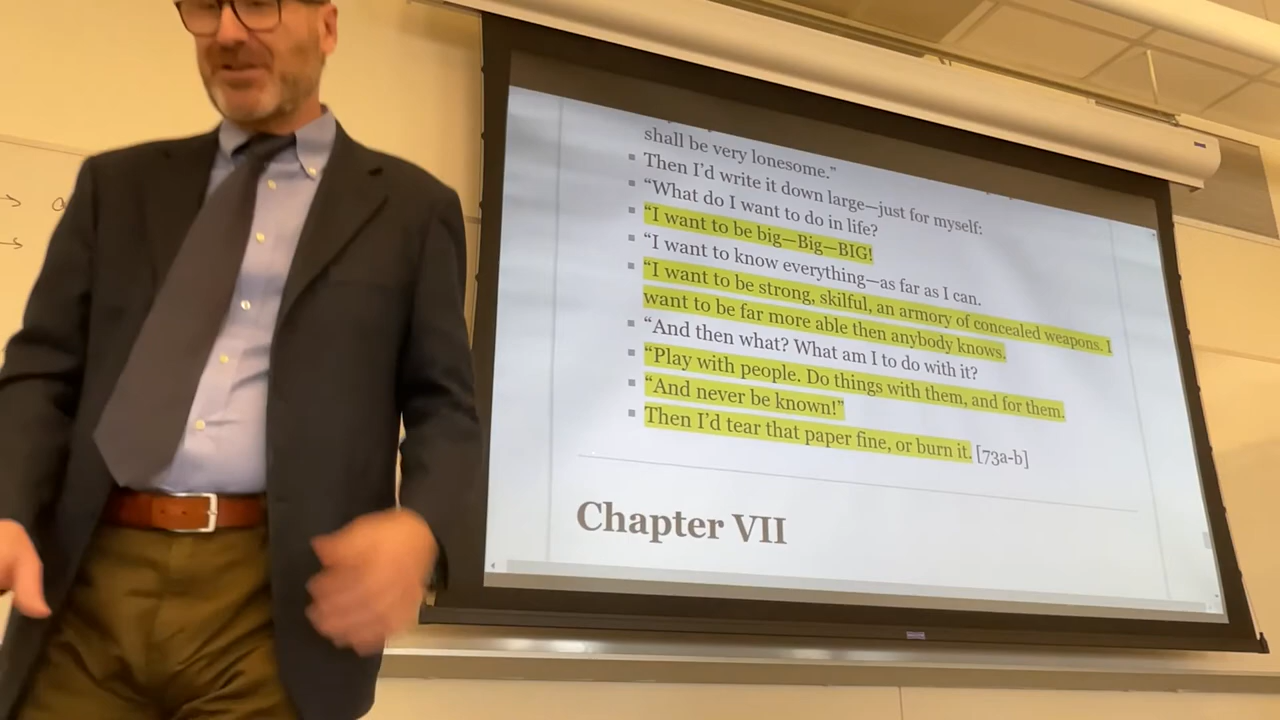 shall be very lonesome.”
Then I’d write it down large—just for myself:
“What do I want to do in life?
“I want to be big—Big—BIG!
“I want to know everything—as far as I can.
“I want to be strong, skilful, an armory of concealed weapons. I
want to be far more able then anybody knows.
“And then what? What am I to do with it?
“Play with people. Do things with them, and for them.
“And never be known!”
Then I’d tear that paper fine, or burn it. [73a-b]
Chapter VII